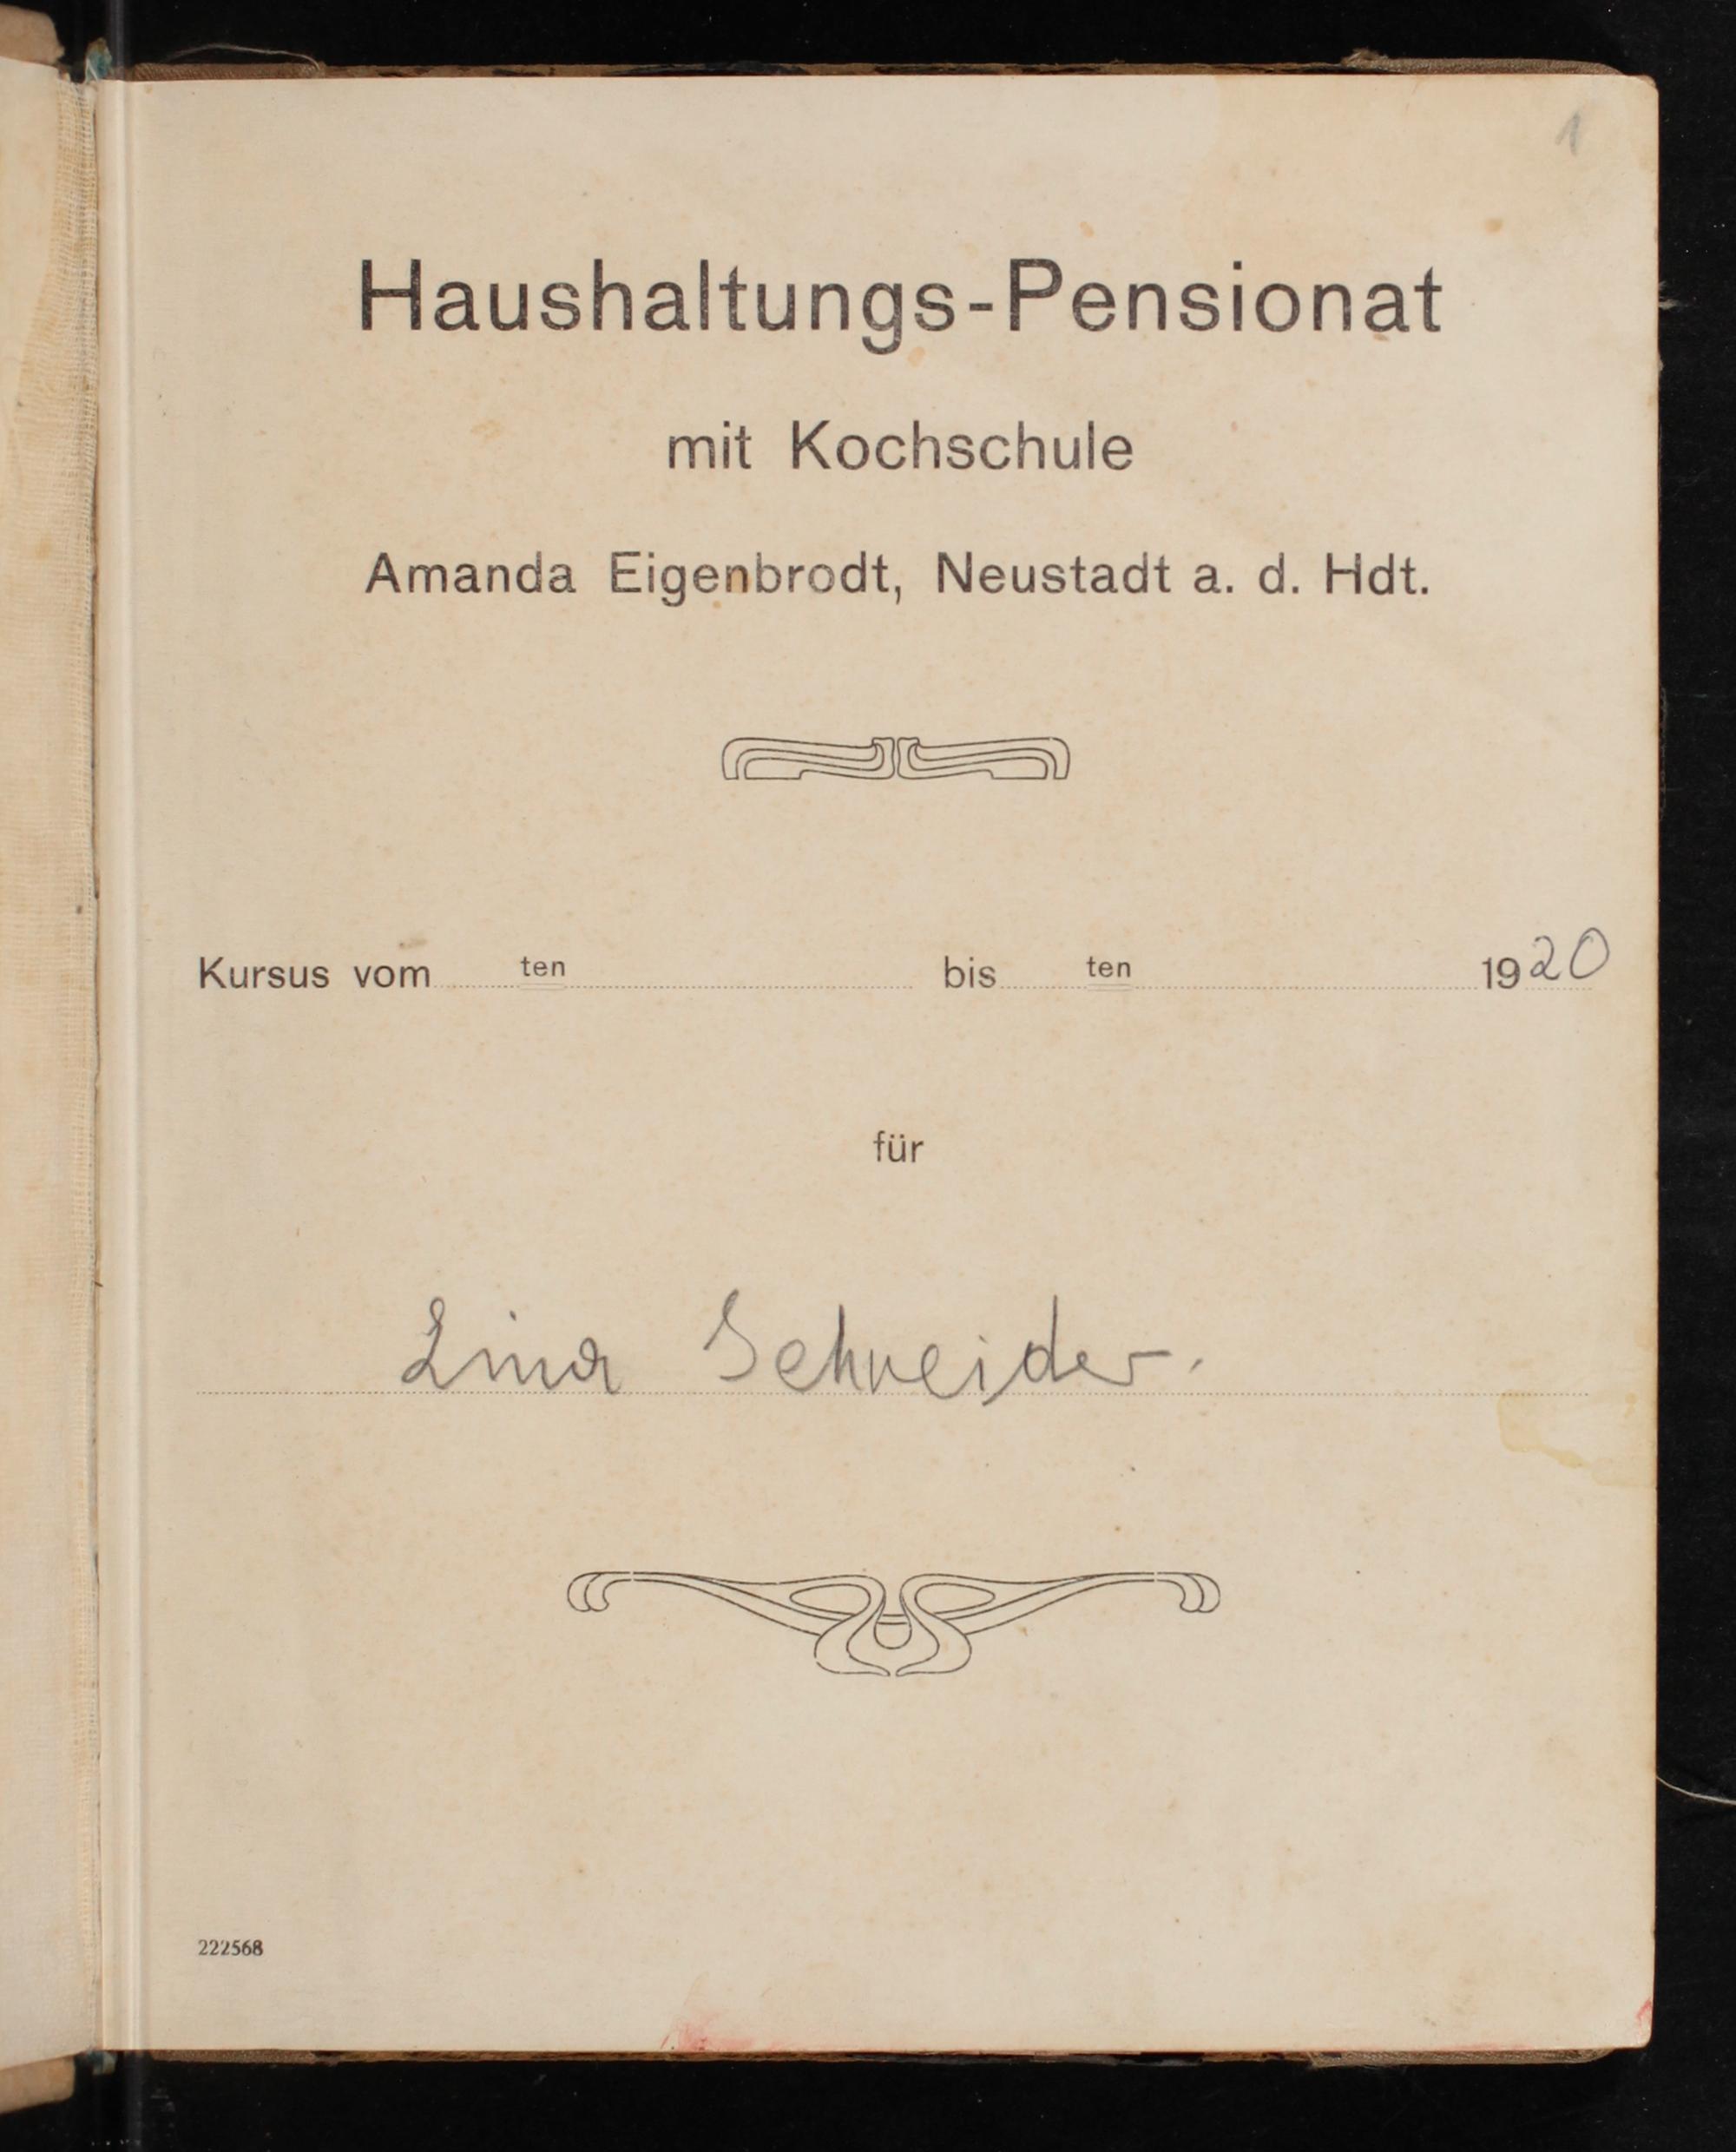 1
Haushaltungs-Pensionat
mit Kochschule
Amanda Eigenbrodt, Neustadt a. d. Hdt.
Kursus vom ten bis ten 1920
für
Lina Schneider.
222568